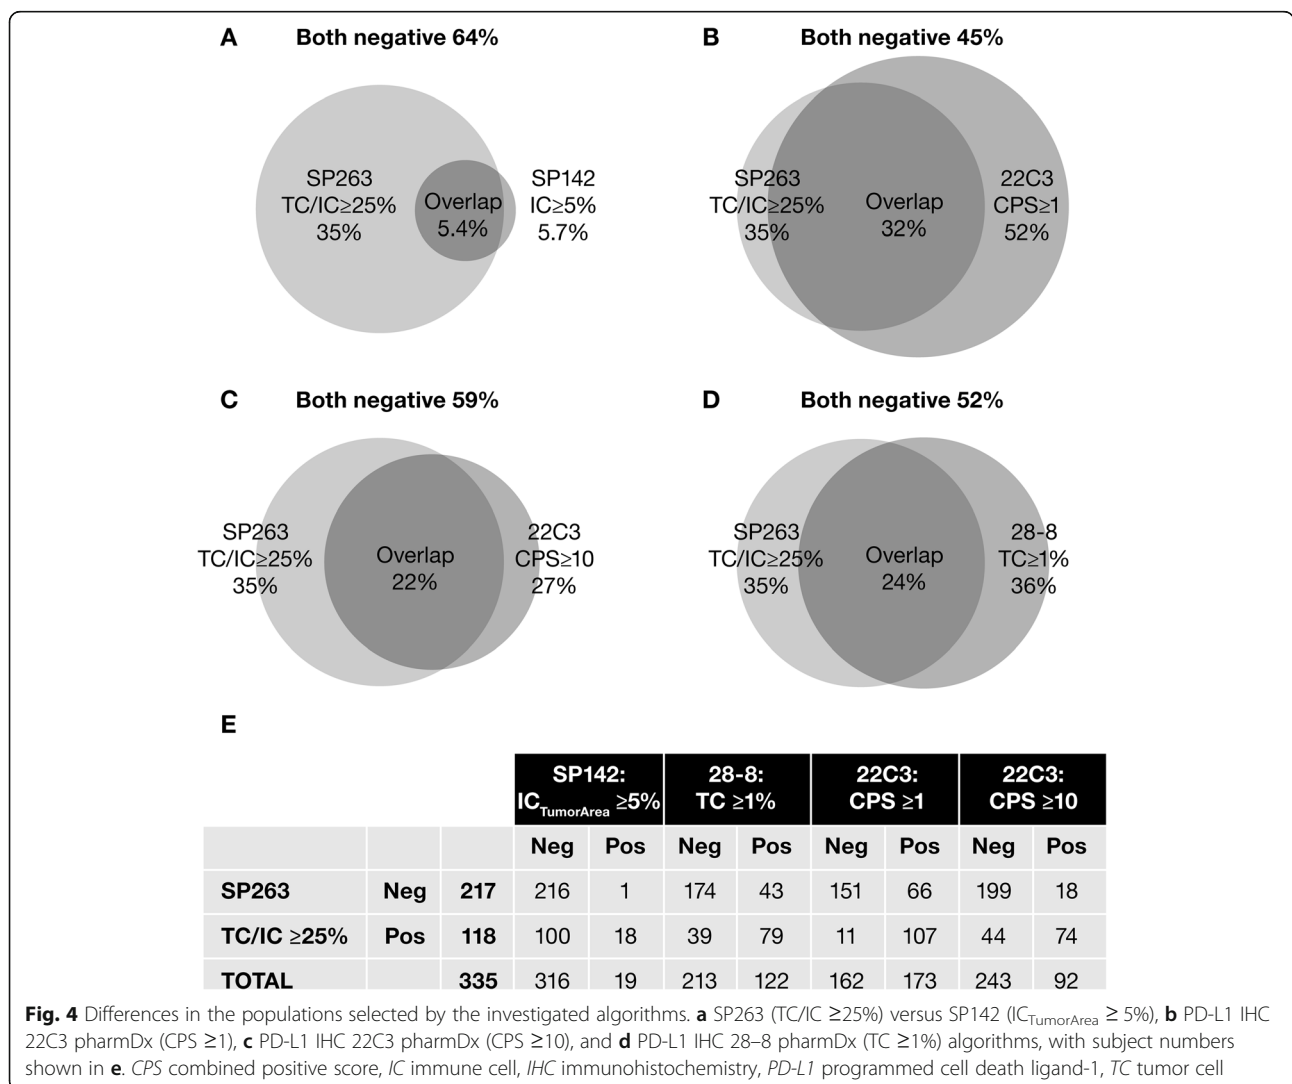 A Both negative 64%
SP263
TC/IC≥25%
35%
Overlap
5.4%
SP142
IC≥5%
5.7%
B Both negative 45%
SP263
TC/IC≥25%
35%
Overlap
32%
22C3
CPS≥1
52%
C Both negative 59%
SP263
TC/IC≥25%
35%
Overlap
22%
22C3
CPS≥10
27%
D Both negative 52%
SP263
TC/IC≥25%
35%
Overlap
24%
28-8
TC≥1%
36%
E
SP142: 28-8: 22C3: 22C3:
ICTumorArea ≥5% TC ≥1% CPS ≥1 CPS ≥10
Neg Pos Neg Pos Neg Pos Neg Pos
SP263 Neg 217 216 1 174 43 151 66 199 18
TC/IC ≥25% Pos 118 100 18 39 79 11 107 44 74
TOTAL 335 316 19 213 122 162 173 243 92
Fig. 4 Differences in the populations selected by the investigated algorithms. a SP263 (TC/IC ≥25%) versus SP142 (ICTumorArea ≥ 5%), b PD-L1 IHC
22C3 pharmDx (CPS ≥1), c PD-L1 IHC 22C3 pharmDx (CPS ≥10), and d PD-L1 IHC 28–8 pharmDx (TC ≥1%) algorithms, with subject numbers
shown in e. CPS combined positive score, IC immune cell, IHC immunohistochemistry, PD-L1 programmed cell death ligand-1, TC tumor cell